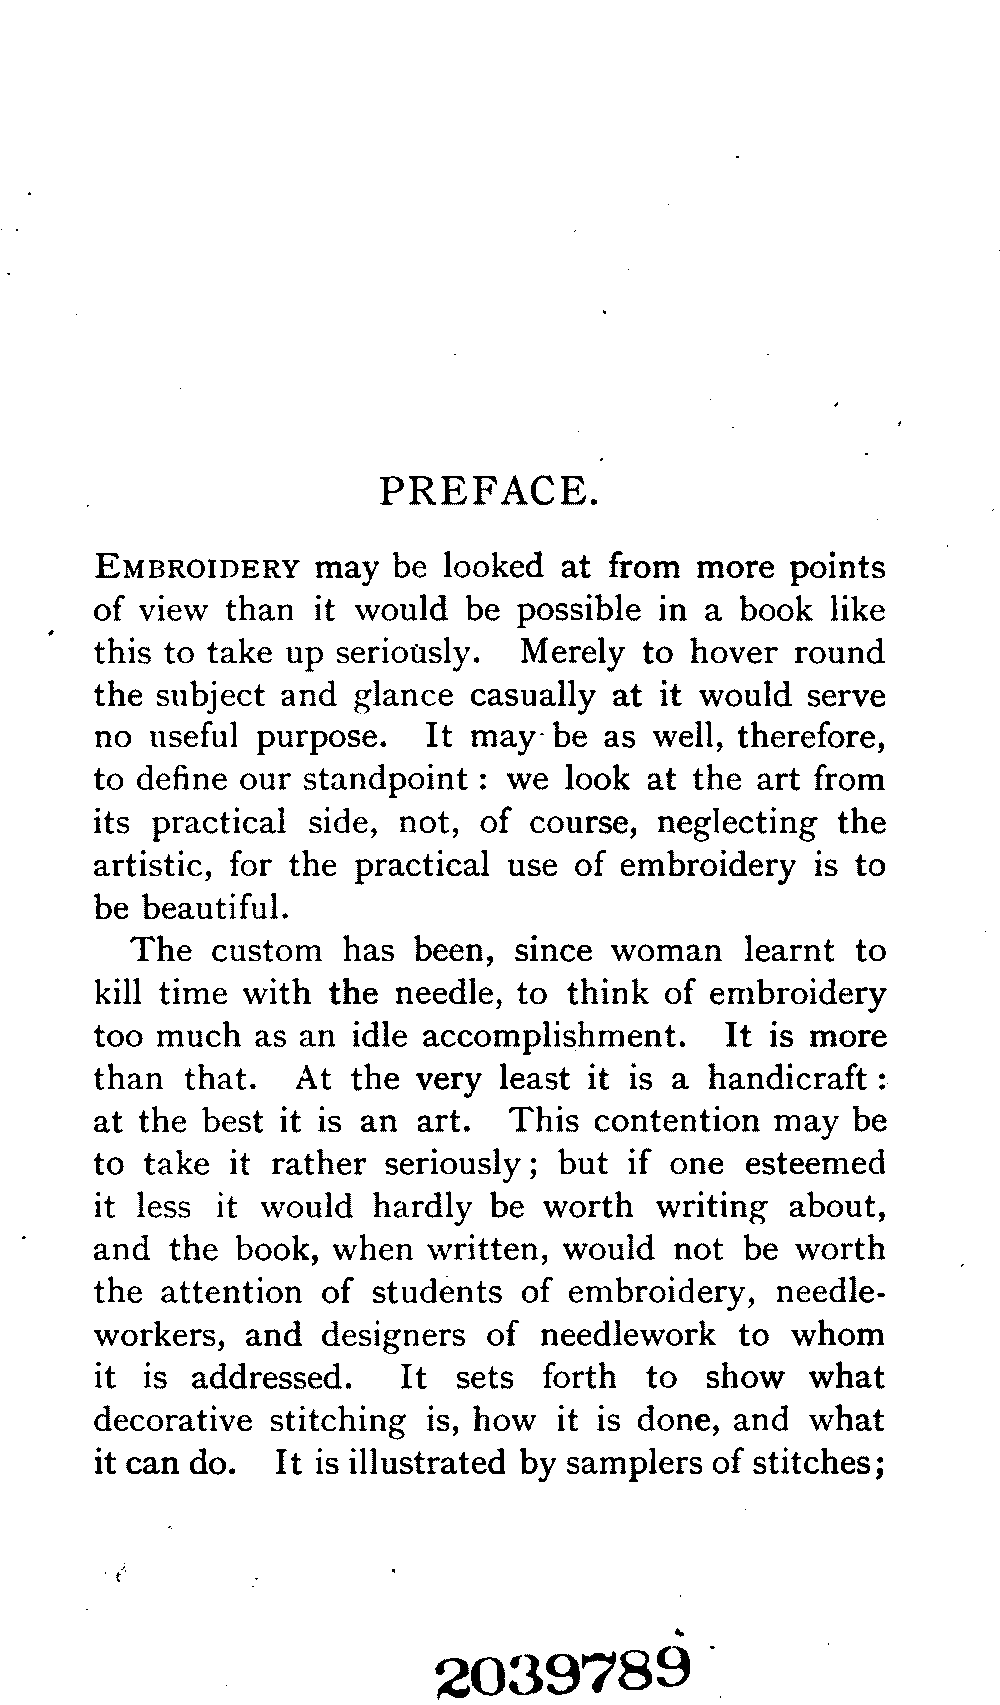 PREFACE.
EMBROIDERY may be looked at from more points
of view than it would be possible in a book like
this to take up seriously. Merely to hover round
the subject and glance casually at it would serve
no useful purpose. It may be as well, therefore,
to define our standpoint : we look at the art from
its practical side, not, of course, neglecting the
artistic, for the practical use of embroidery is to
be beautiful.
The custom has been, since woman learnt to
kill time with the needle, to think of embroidery
too much as an idle accomplishment. It is more
than that. At the very least it is a handicraft :
at the best it is an art. This contention may be
to take it rather seriously ; but if one esteemed
it less it would hardly be worth writing about,
and the book, when written, would not be worth
the attention of students of embroidery, needle-
workers, and designers of needlework to whom
it is addressed. It sets forth to show what
decorative stitching is, how it is done, and what
it can do. It is illustrated by samplers of stitches;
2039789